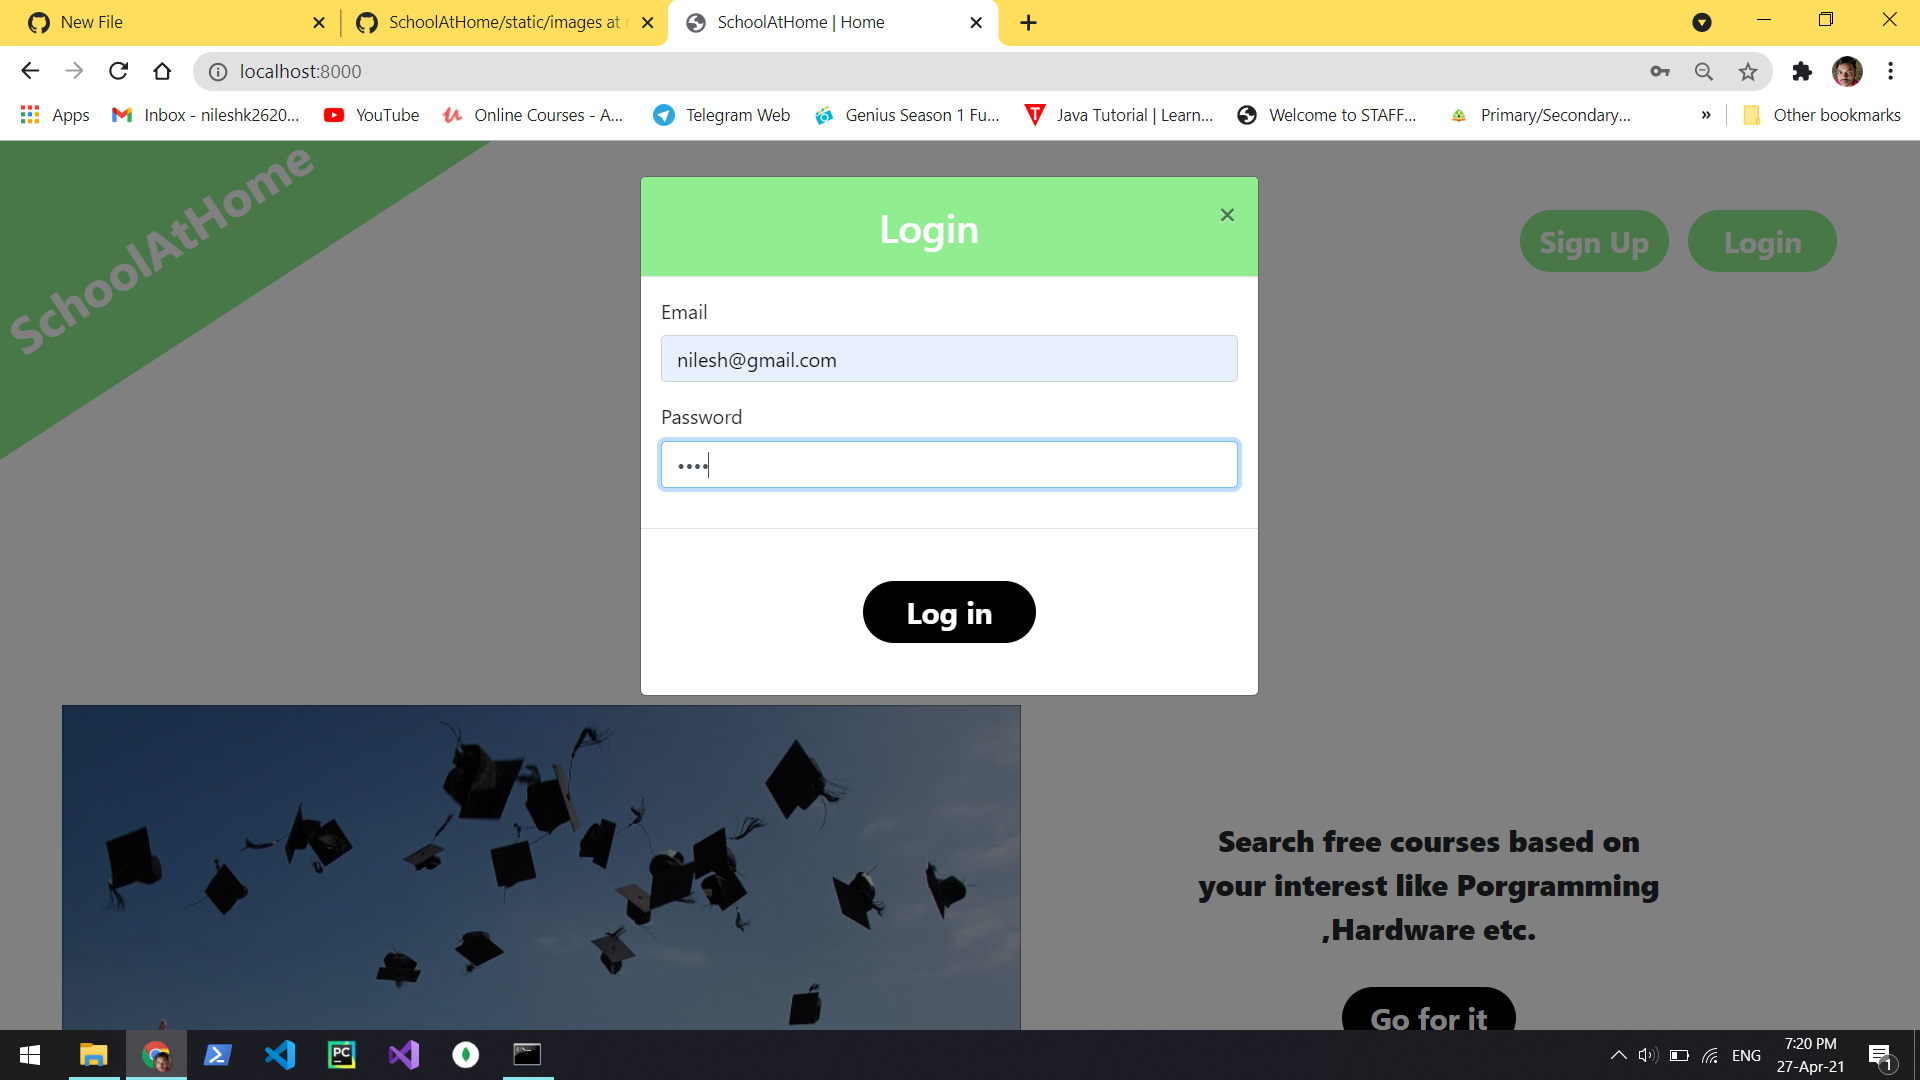 New File
SchoolAtHome/static/images at
SchoolAtHome | Home
localhost:8000
Apps
Inbox - nileshk2620...
YouTube
Online Courses - A...
Telegram Web
Genius Season 1 Fu...
Java Tutorial | Learn...
Welcome to STAFF...
Primary/Secondary...
»
Other bookmarks
SchoolAtHome
Sign Up
Login
Login
×
Email
nilesh@gmail.com
Password
••••
Log in
Search free courses based on
your interest like Porgramming
,Hardware etc.
Go for it
PC
ENG
7:20 PM
27-Apr-21
1